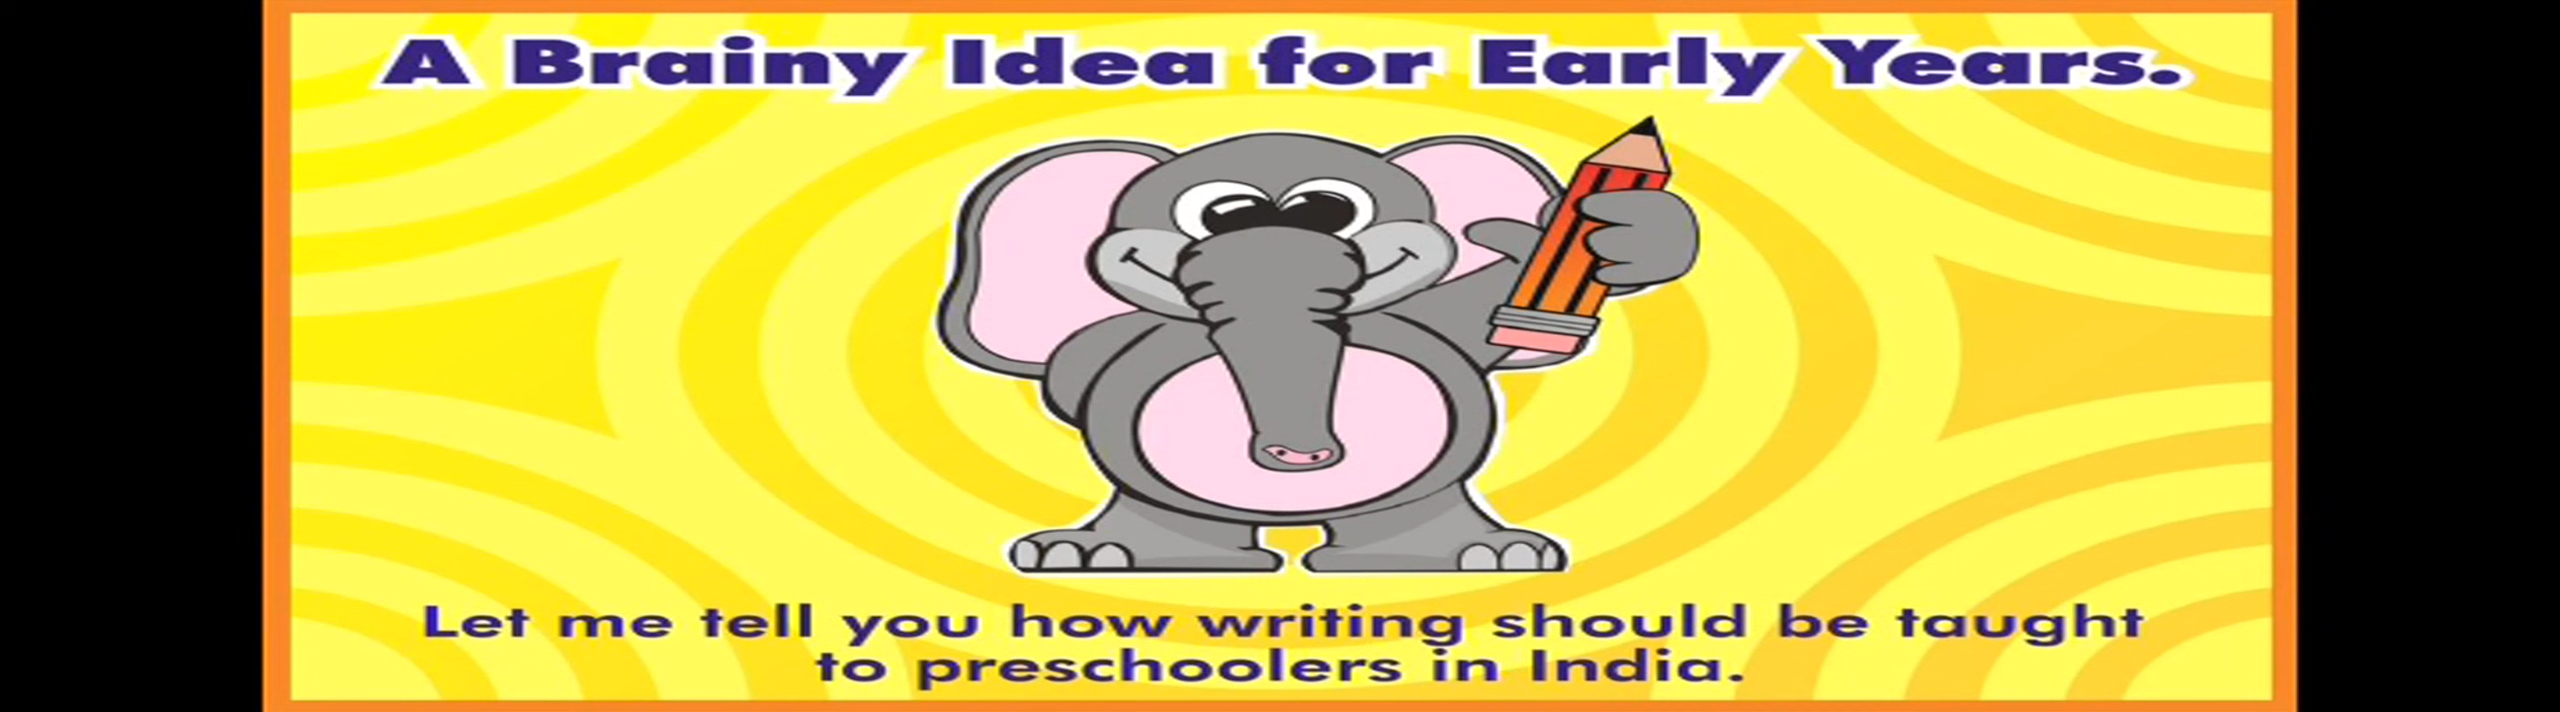 A Brainy Idea for Early Years.
Let me tell you how writing should be taught
to preschoolers in India.